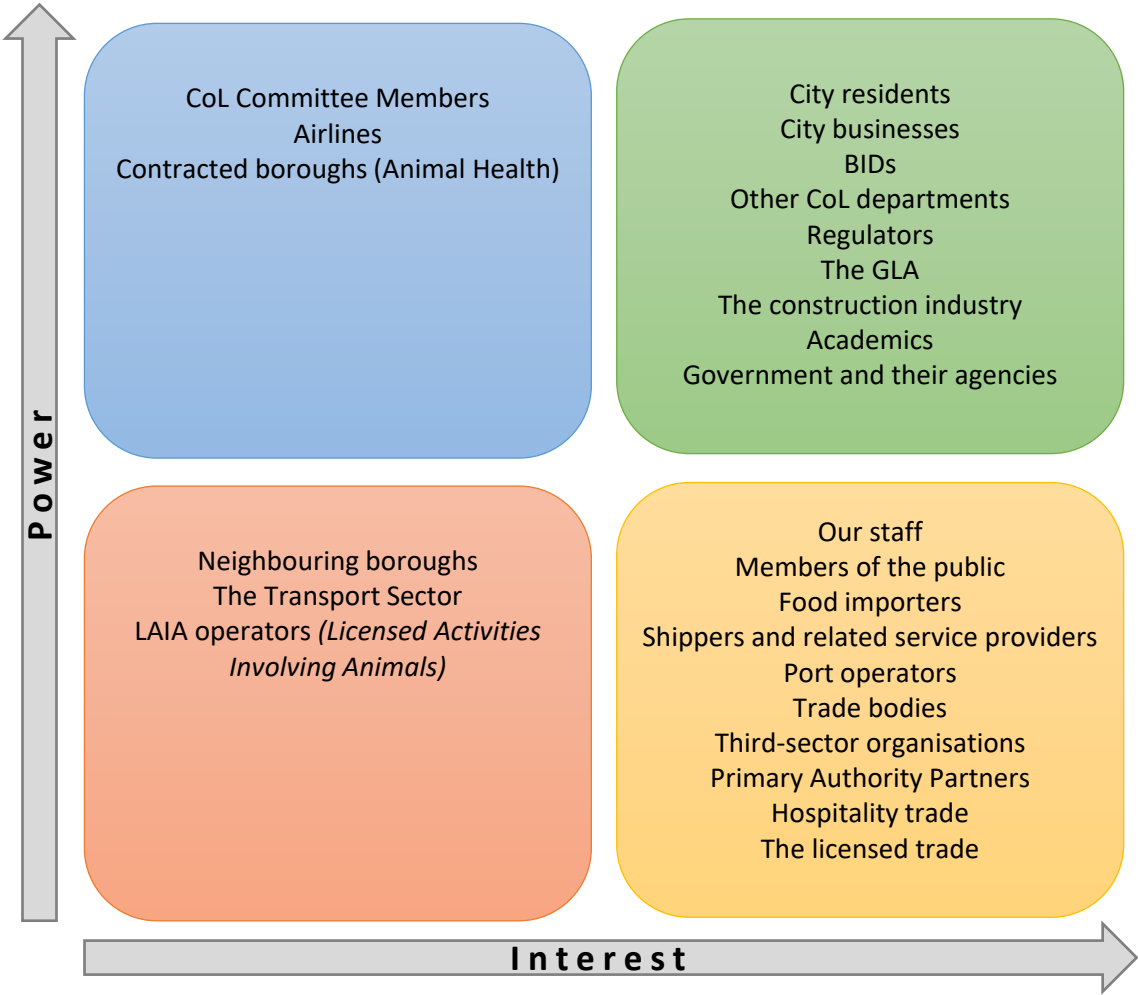 CoL Committee Members
Airlines
Contracted boroughs (Animal Health)
City residents
City businesses
BIDs
Other CoL departments
Regulators
The GLA
The construction industry
Academics
Government and their agencies
Power
Neighbouring boroughs
The Transport Sector
LAIA operators (Licensed Activities
Involving Animals)
Our staff
Members of the public
Food importers
Shippers and related service providers
Port operators
Trade bodies
Third-sector organisations
Primary Authority Partners
Hospitality trade
The licensed trade
Interest